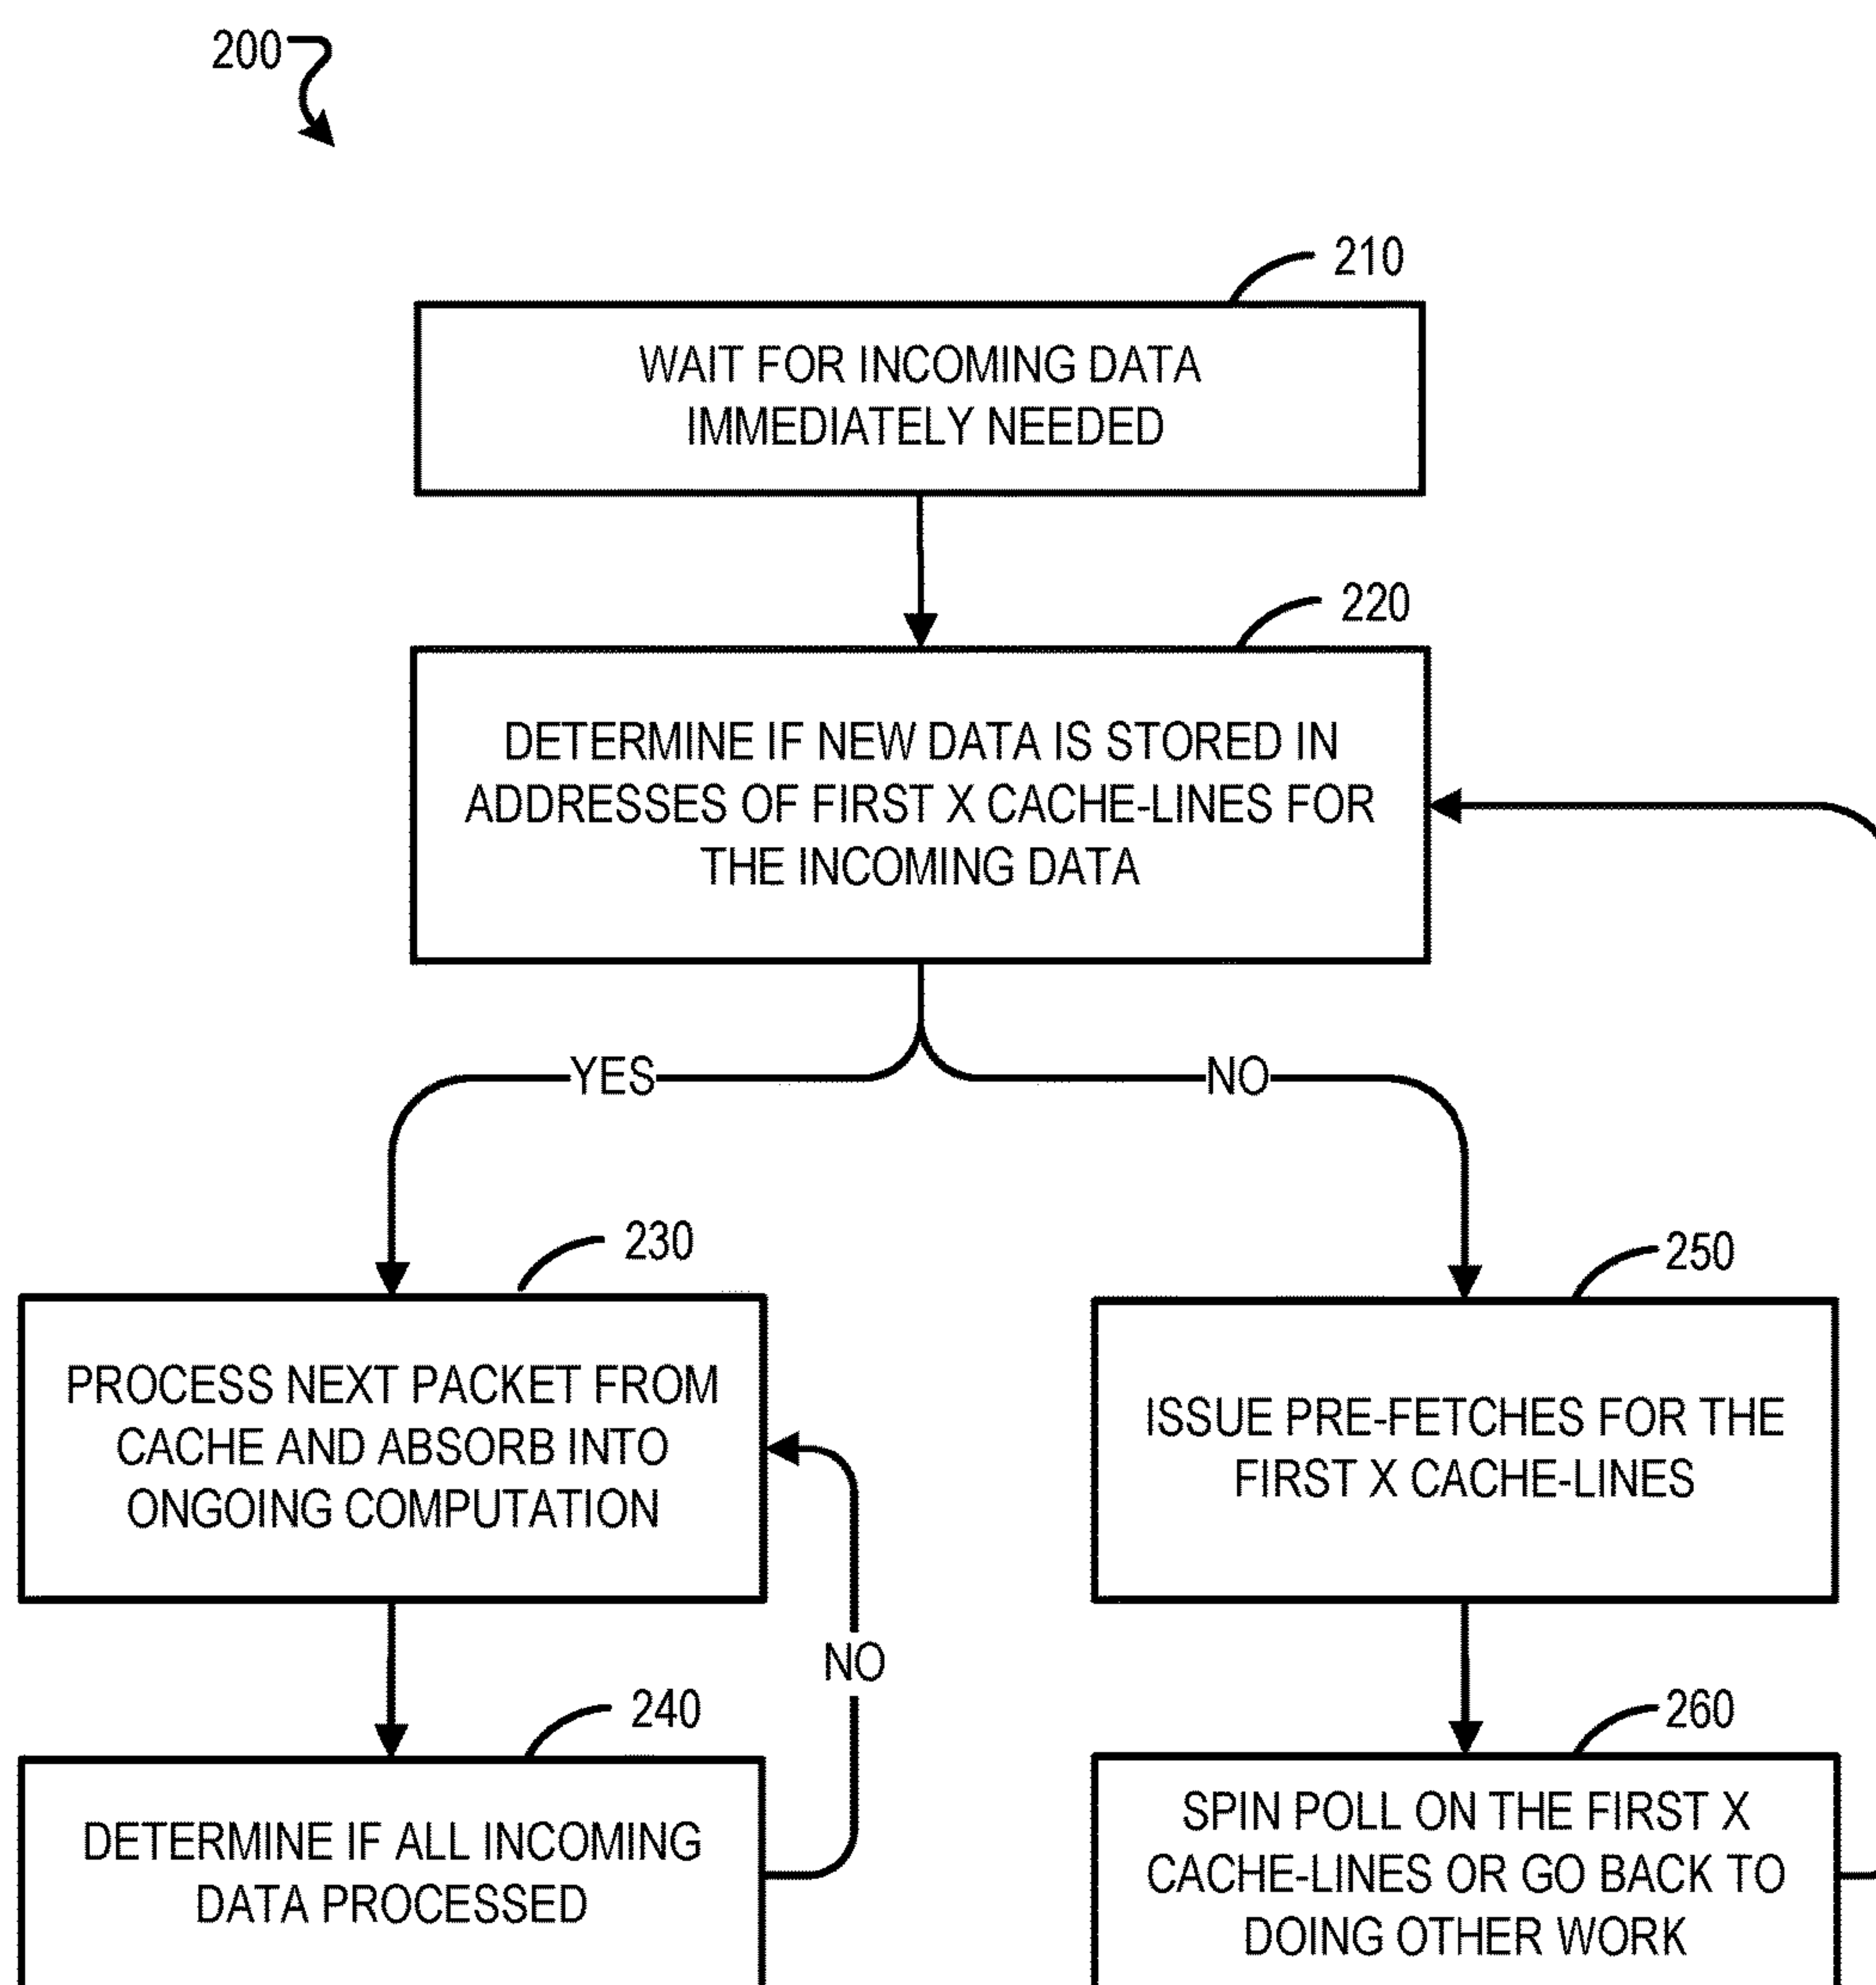 200
210
WAIT FOR INCOMING DATA
IMMEDIATELY NEEDED
220
DETERMINE IF NEW DATA IS STORED IN
ADDRESSES OF FIRST X CACHE-LINES FOR
THE INCOMING DATA
YES
NO
230
PROCESS NEXT PACKET FROM
CACHE AND ABSORB INTO
ONGOING COMPUTATION
250
ISSUE PRE-FETCHES FOR THE
FIRST X CACHE-LINES
NO
240
DETERMINE IF ALL INCOMING
DATA PROCESSED
260
SPIN POLL ON THE FIRST X
CACHE-LINES OR GO BACK TO
DOING OTHER WORK